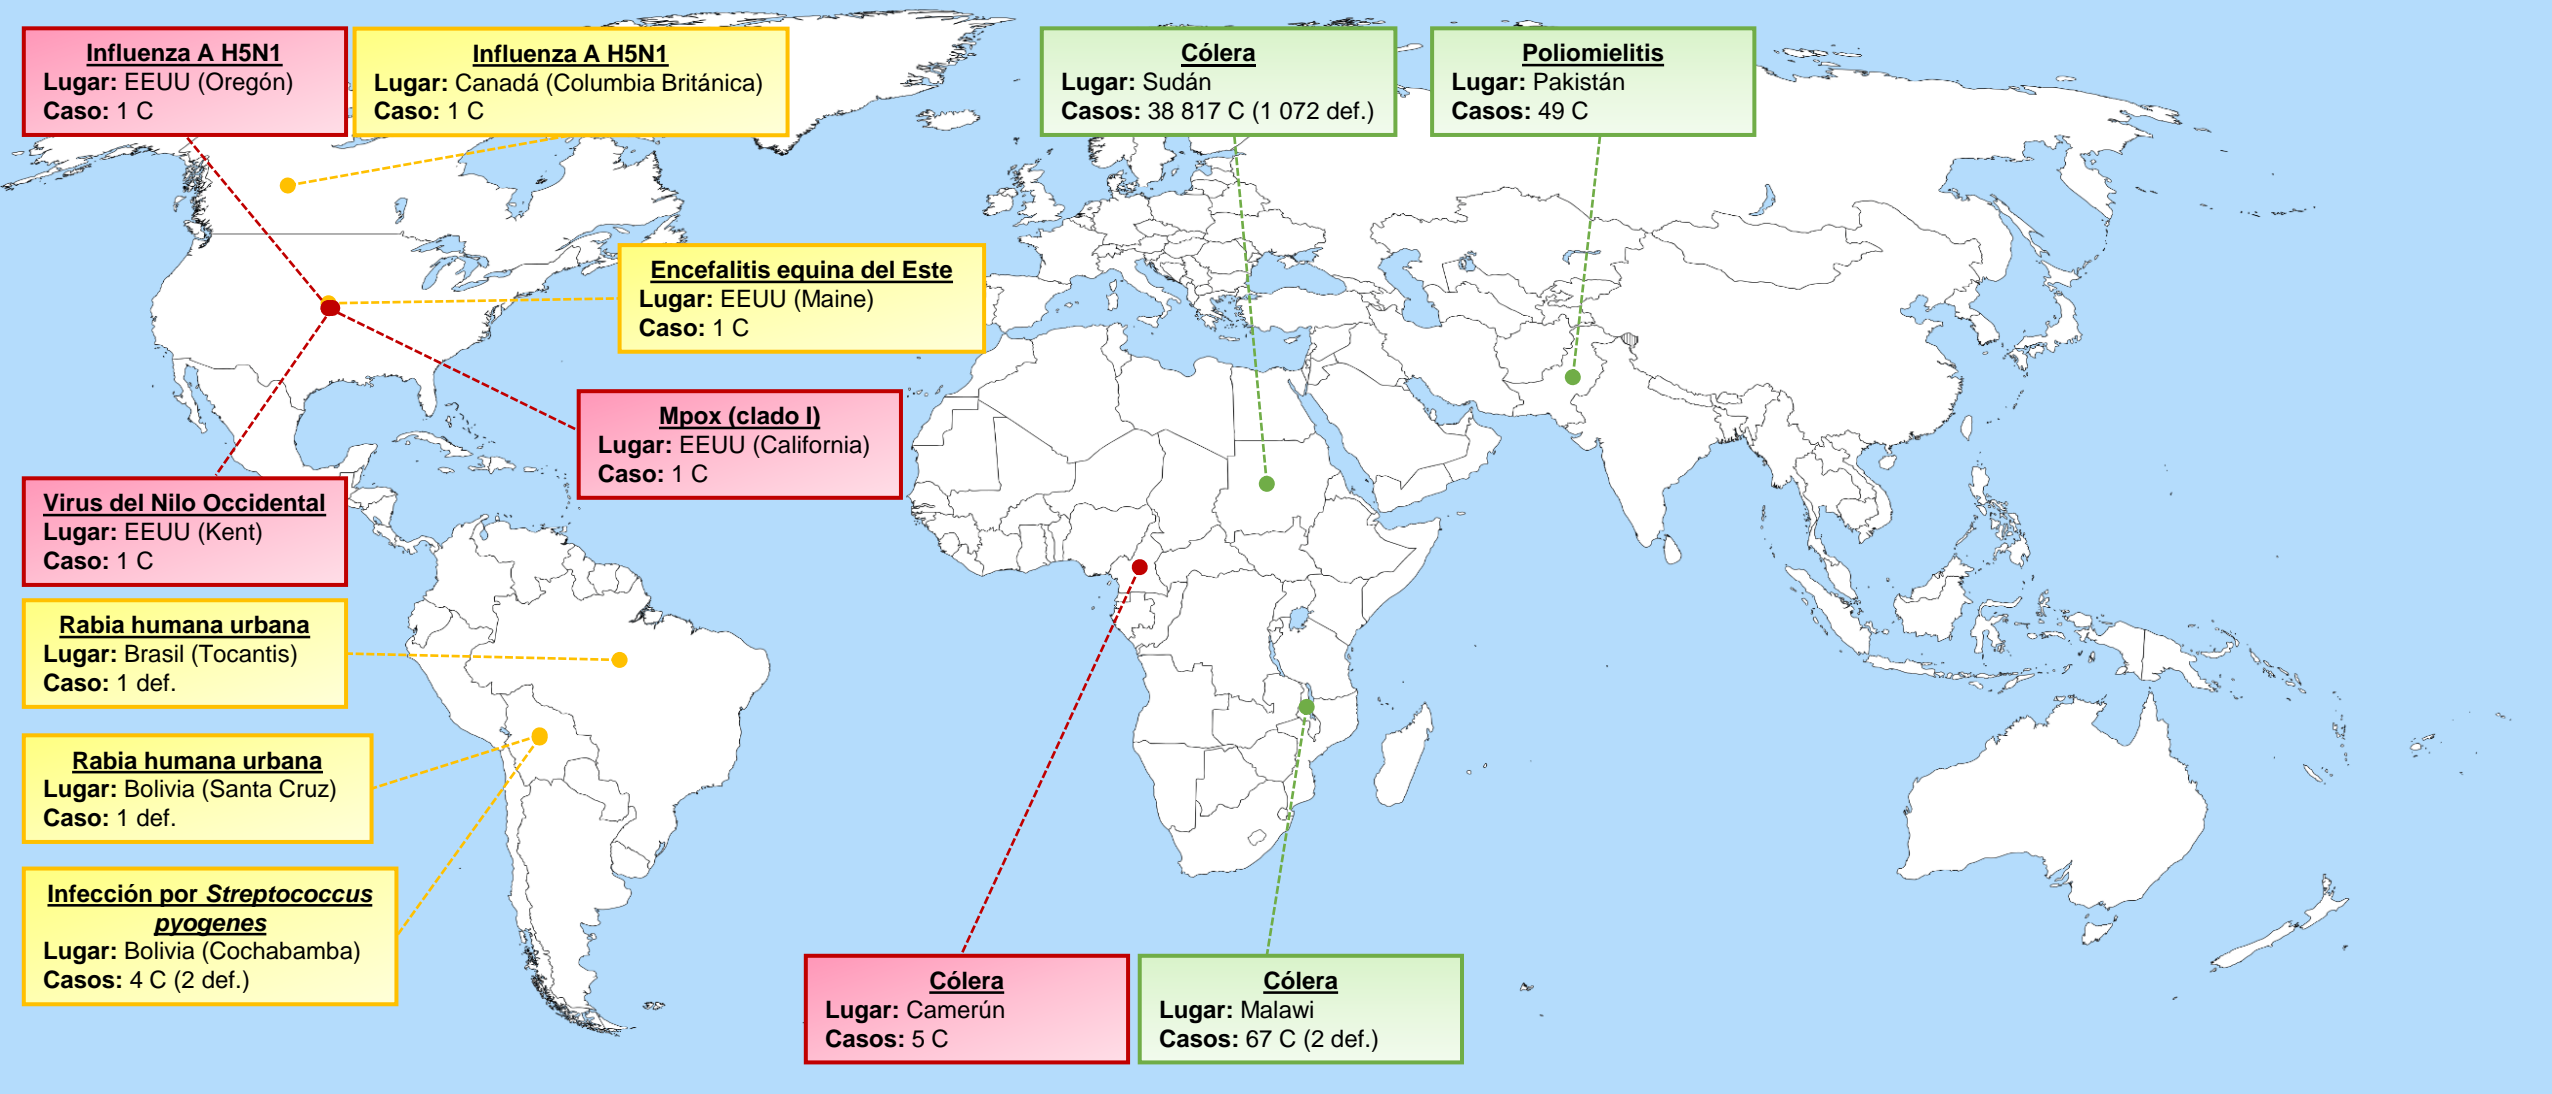 Influenza A H5N1
Lugar: EEUU (Oregón)
Caso: 1 C
Influenza A H5N1
Lugar: Canadá (Columbia Británica)
Caso: 1 C
Cólera
Lugar: Sudán
Casos: 38 817 C (1 072 def.)
Poliomielitis
Lugar: Pakistán
Casos: 49 C
Encefalitis equina del Este
Lugar: EEUU (Maine)
Caso: 1 C
Mpox (clado I)
Lugar: EEUU (California)
Caso: 1 C
Virus del Nilo Occidental
Lugar: EEUU (Kent)
Caso: 1 C
Rabia humana urbana
Lugar: Brasil (Tocantis)
Caso: 1 def.
Rabia humana urbana
Lugar: Bolivia (Santa Cruz)
Caso: 1 def.
Infección por Streptococcus
pyogenes
Lugar: Bolivia (Cochabamba)
Casos: 4 C (2 def.)
Cólera
Lugar: Camerún
Casos: 5 C
Cólera
Lugar: Malawi
Casos: 67 C (2 def.)